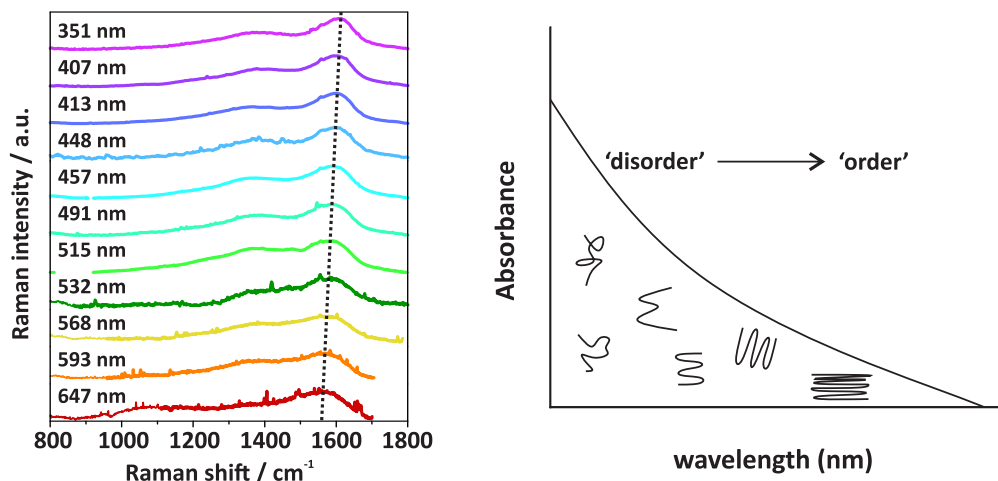 351 nm
407 nm
413 nm
448 nm
457 nm
491 nm
515 nm
532 nm
568 nm
593 nm
647 nm
800 1000 1200 1400 1600 1800
Raman shift / cm⁻¹
Raman intensity / a.u.
‘disorder’ ‘order’
Absorbance
wavelength (nm)